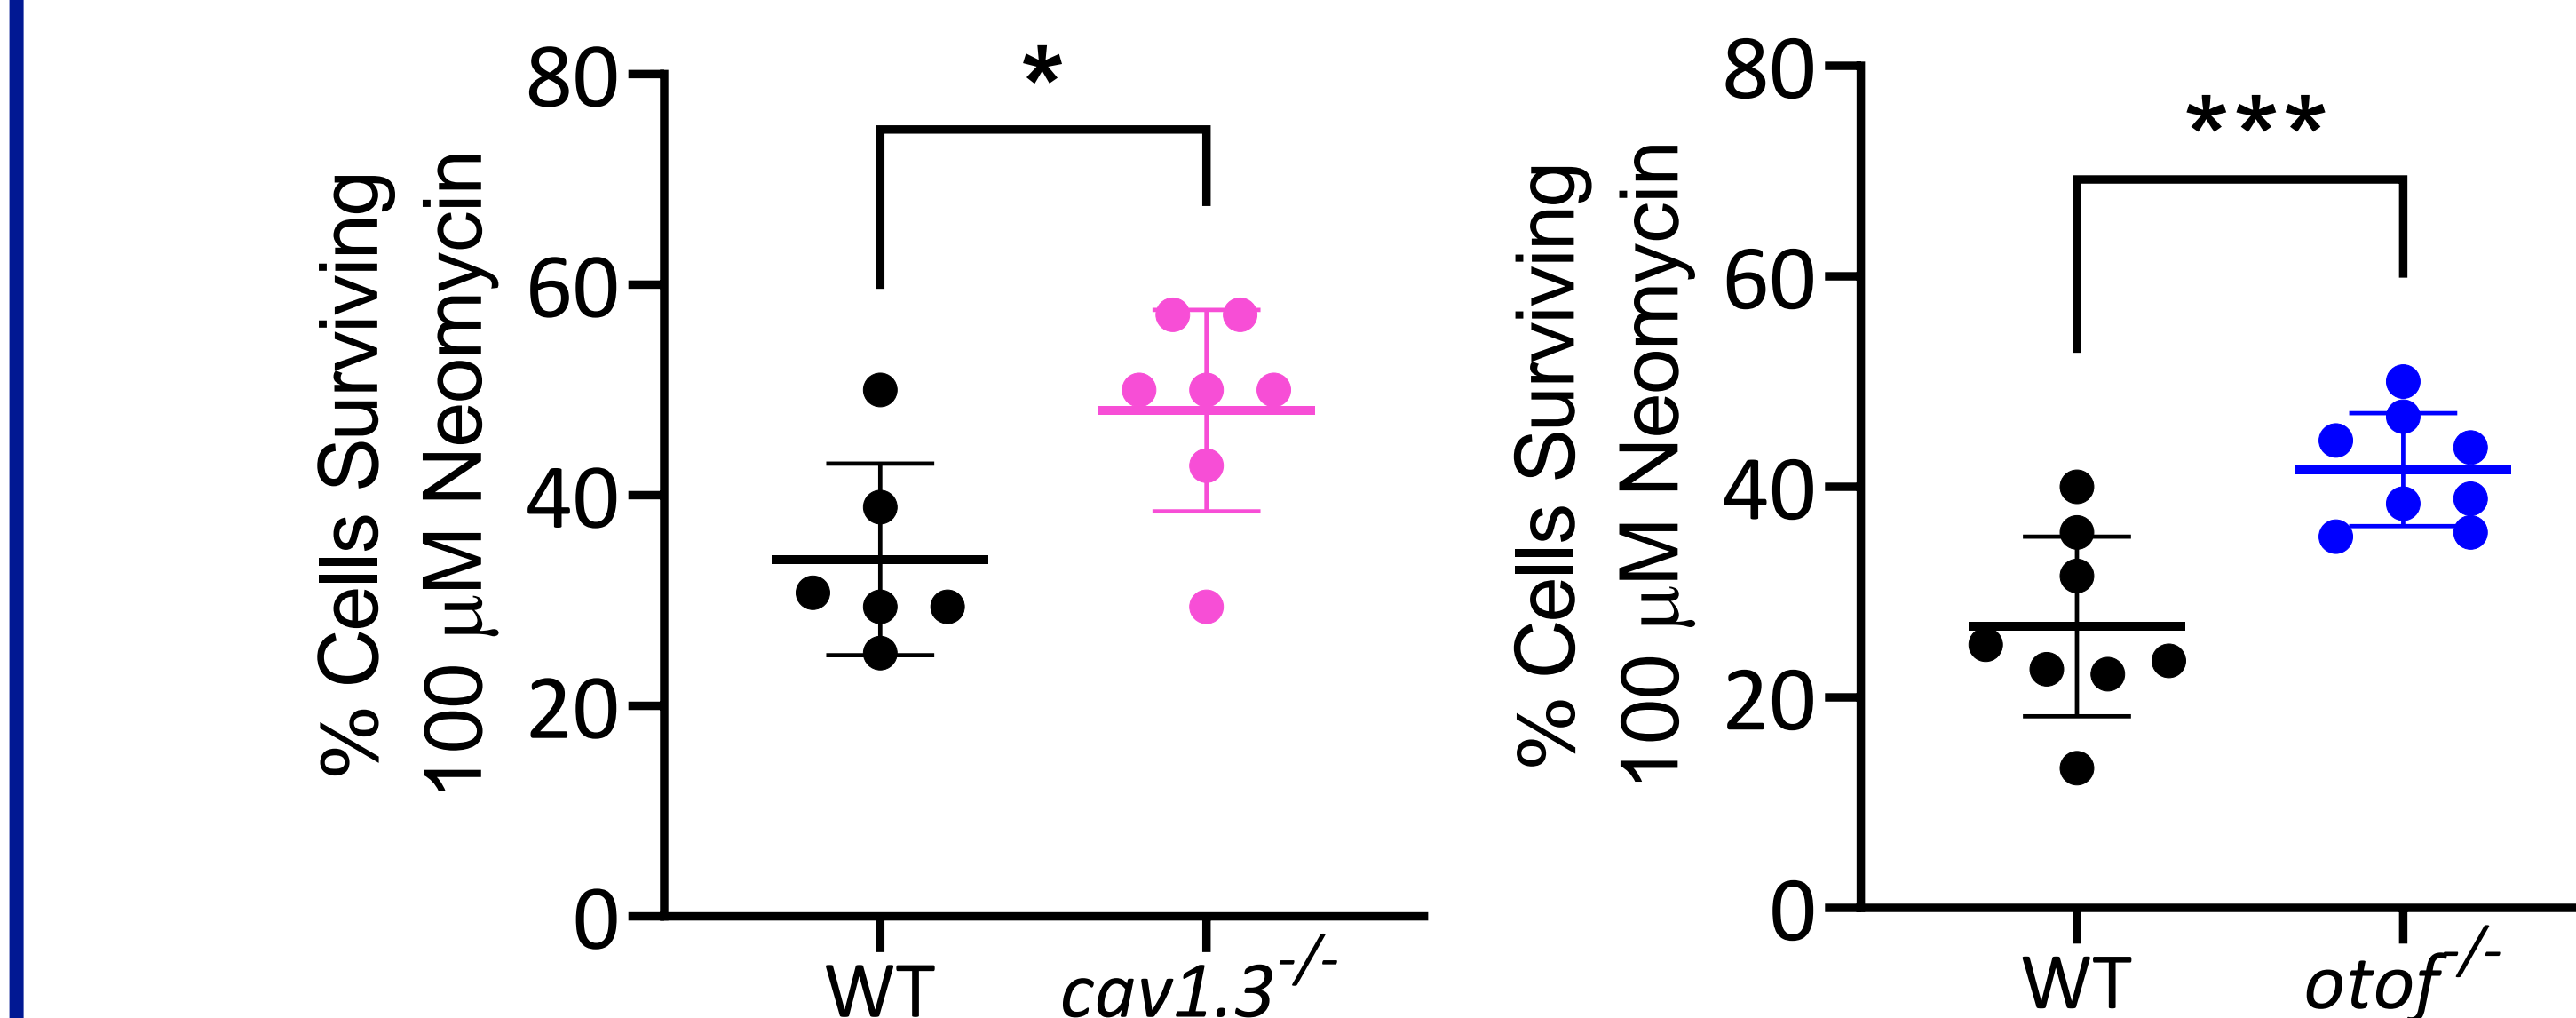 % Cells Surviving
100 μM Neomycin
80
60
40
20
0
*
WT
cav1.3-/-
% Cells Surviving
100 μM Neomycin
80
60
40
20
0
***
WT
otof-/-